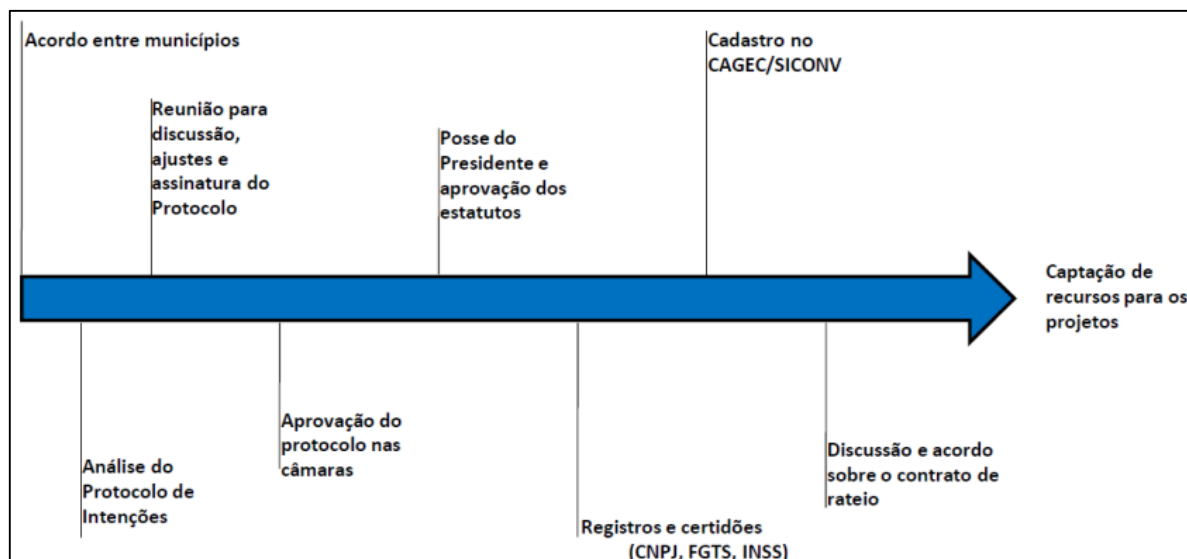 Acordo entre municípios
Cadastro no
CAGEC/SICONV
Reunião para
discussão,
ajustes e
assinatura do
Protocolo
Posse do
Presidente e
aprovação dos
estatutos
Captação de
recursos para os
projetos
Análise do
Protocolo de
Intenções
Aprovação do
protocolo nas
câmaras
Registros e certidões
(CNPJ, FGTS, INSS)
Discussão e acordo
sobre o contrato de
rateio